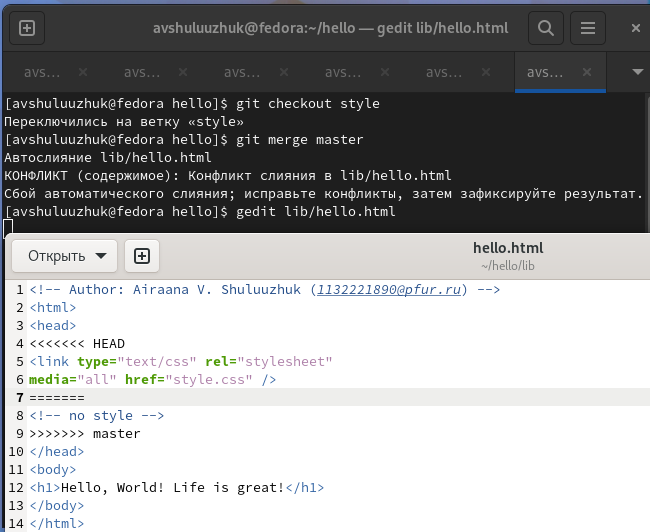 avshuluuzhuk@fedora:~/hello — gedit lib/hello.html
avs... avs... avs... avs... avs... avs...
[avshuluuzhuk@fedora hello]$ git checkout style
Переключились на ветку «style»
[avshuluuzhuk@fedora hello]$ git merge master
Автослияние lib/hello.html
КОНФЛИКТ (содержимое): Конфликт слияния в lib/hello.html
Сбой автоматического слияния; исправьте конфликты, затем зафиксируйте результат.
[avshuluuzhuk@fedora hello]$ gedit lib/hello.html
Открыть
hello.html
~/hello/lib
1 <!-- Author: Airaana V. Shuluuzhuk (1132221890@pfur.ru) -->
2 <html>
3 <head>
4 <<<<<<< HEAD
5 <link type="text/css" rel="stylesheet"
6 media="all" href="style.css" />
7 =======
8 <!-- no style -->
9 >>>>>>> master
10 </head>
11 <body>
12 <h1>Hello, World! Life is great!</h1>
13 </body>
14 </html>